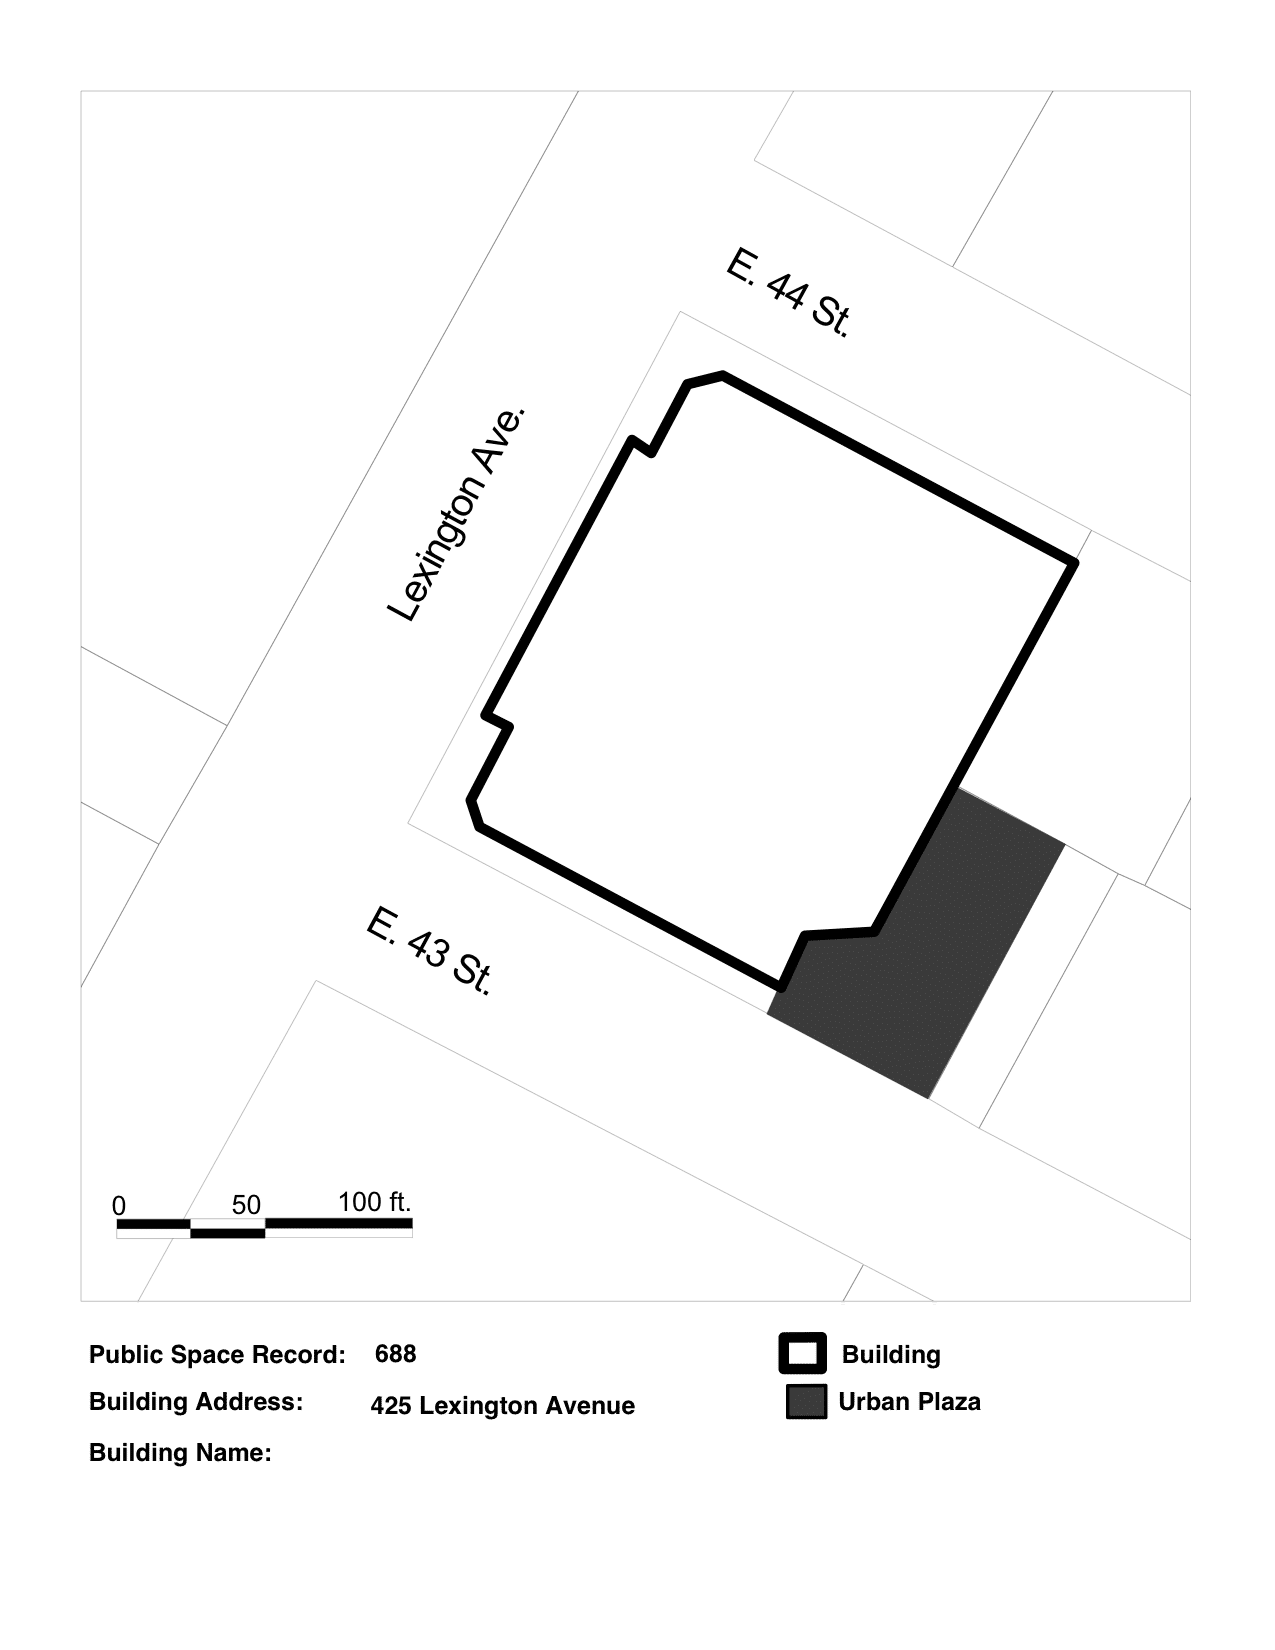 E. 44 St.
Lexington Ave.
E. 43 St.
0 50 100 ft.
Public Space Record: 688
Building
Building Address: 425 Lexington Avenue
Urban Plaza
Building Name: